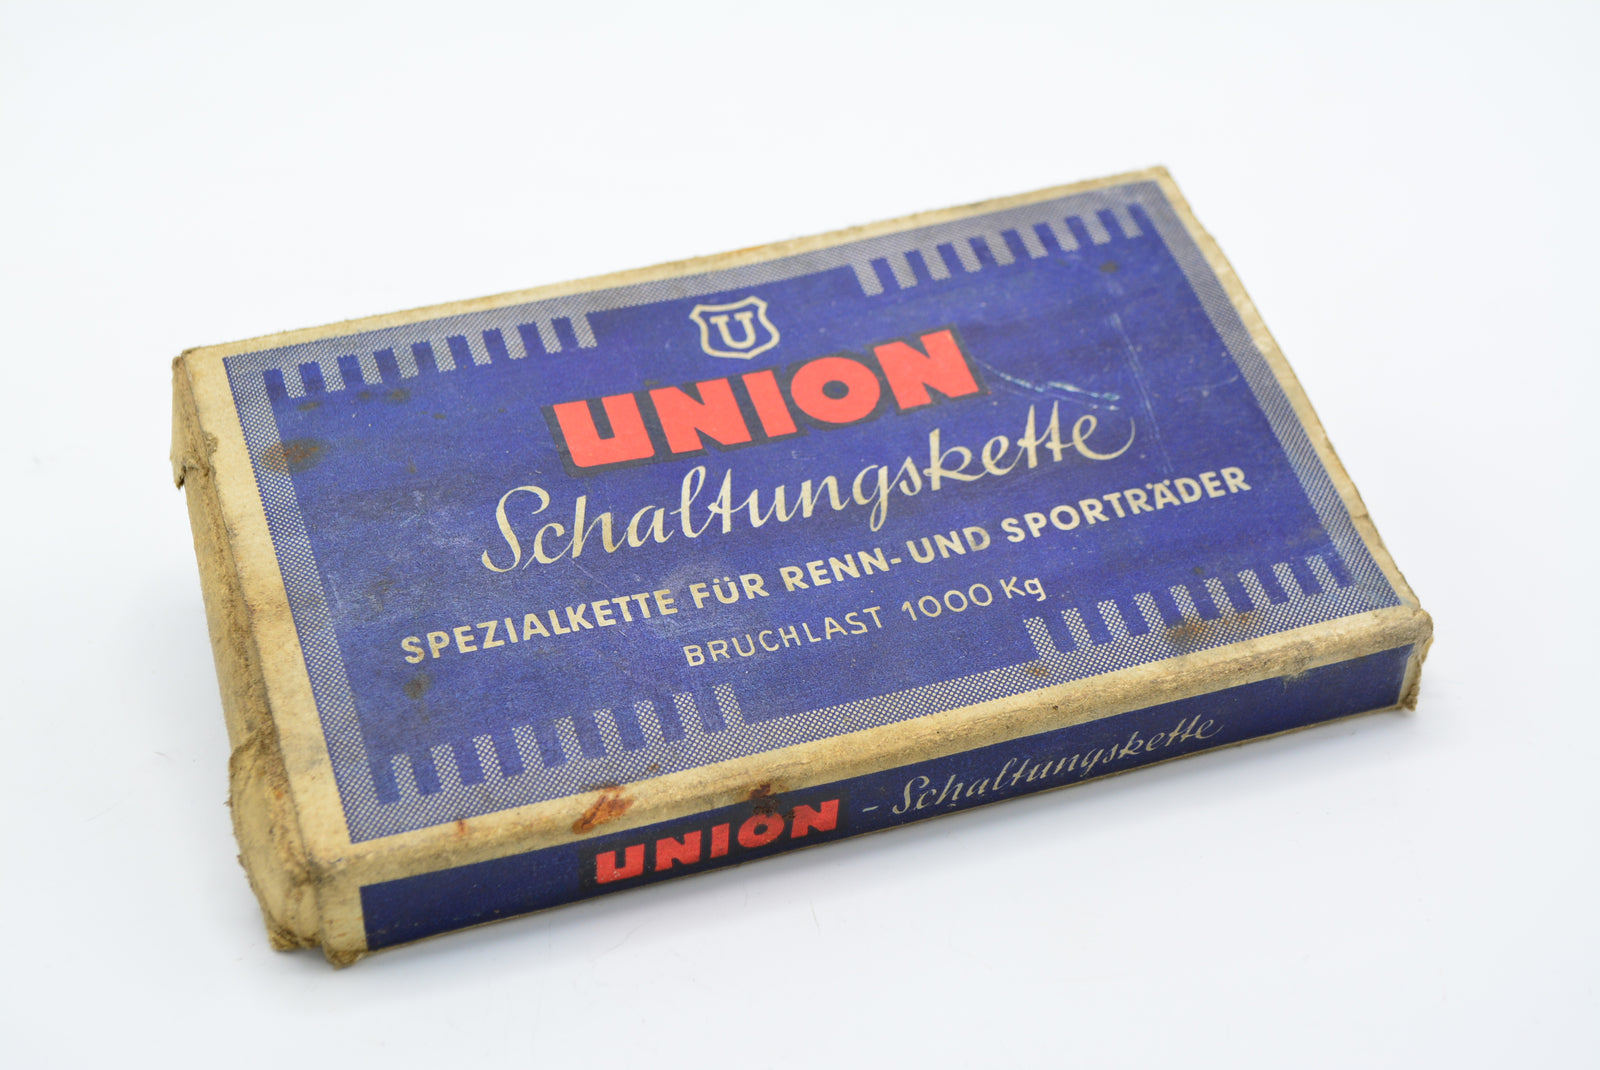 U
UNION
Schaltungskette
SPEZIALKETTE FÜR RENN- UND SPORTRÄDER
BRUCHLAST 1000 Kg
UNION - Schaltungskette